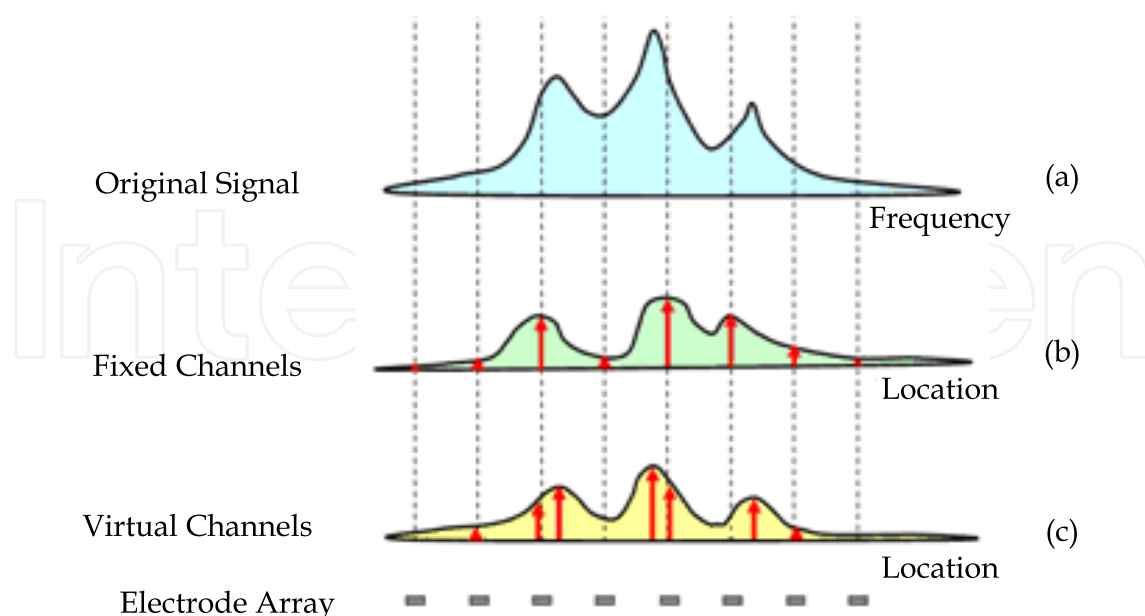 Original Signal
(a)
Frequency
Fixed Channels
(b)
Location
Virtual Channels
(c)
Location
Electrode Array